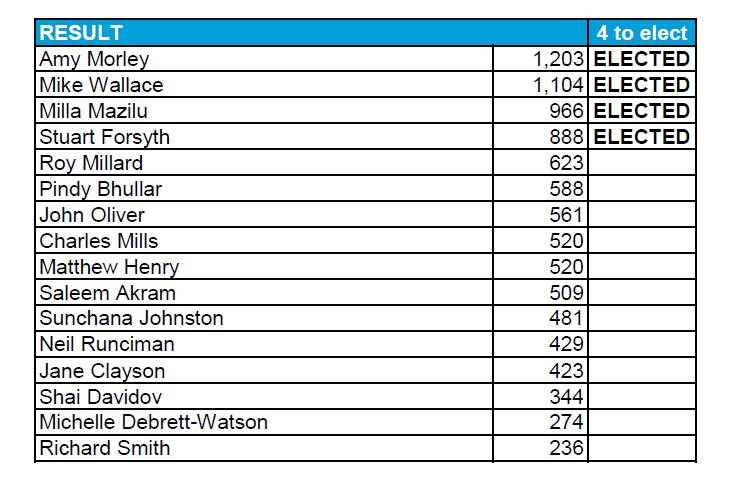 RESULT 4 to elect
Amy Morley 1,203 ELECTED
Mike Wallace 1,104 ELECTED
Milla Mazilu 966 ELECTED
Stuart Forsyth 888 ELECTED
Roy Millard 623
Pindy Bhullar 588
John Oliver 561
Charles Mills 520
Matthew Henry 520
Saleem Akram 509
Sunchana Johnston 481
Neil Runciman 429
Jane Clayson 423
Shai Davidov 344
Michelle Debrett-Watson 274
Richard Smith 236